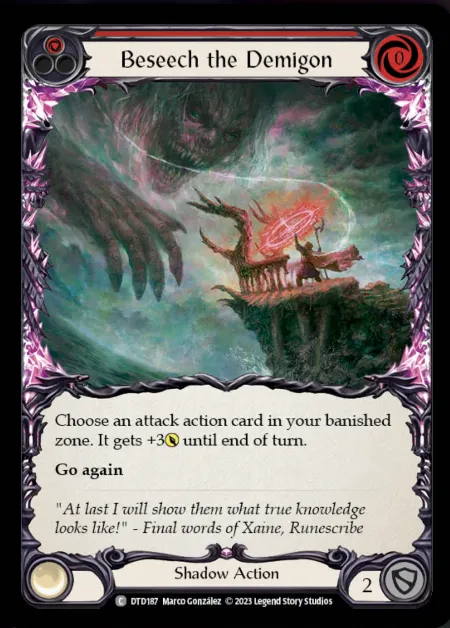 Beseech the Demigon
0
Choose an attack action card in your banished
zone. It gets +3 until end of turn.
Go again
"At last I will show them what true knowledge
looks like!" - Final words of Xaine, Runescribe
Shadow Action
2
C DTD187 Marco González © 2023 Legend Story Studios